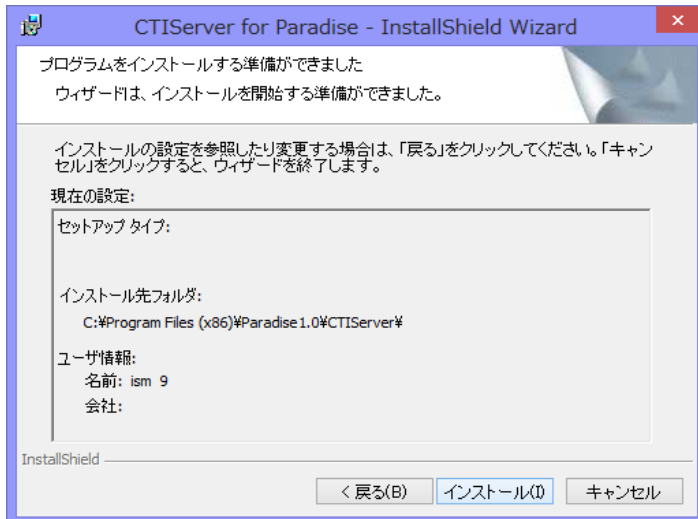 CTIServer for Paradise - InstallShield Wizard
プログラムをインストールする準備ができました
ウィザードは、インストールを開始する準備ができました。
インストールの設定を参照したり変更する場合は、「戻る」をクリックしてください。「キャン
セル」をクリックすると、ウィザードを終了します。
現在の設定:
セットアップ タイプ:
インストール先フォルダ:
C:¥Program Files (x86)¥Paradise1.0¥CTIServer¥
ユーザ情報:
名前: ism 9
会社:
InstallShield
< 戻る(B) インストール(I) キャンセル